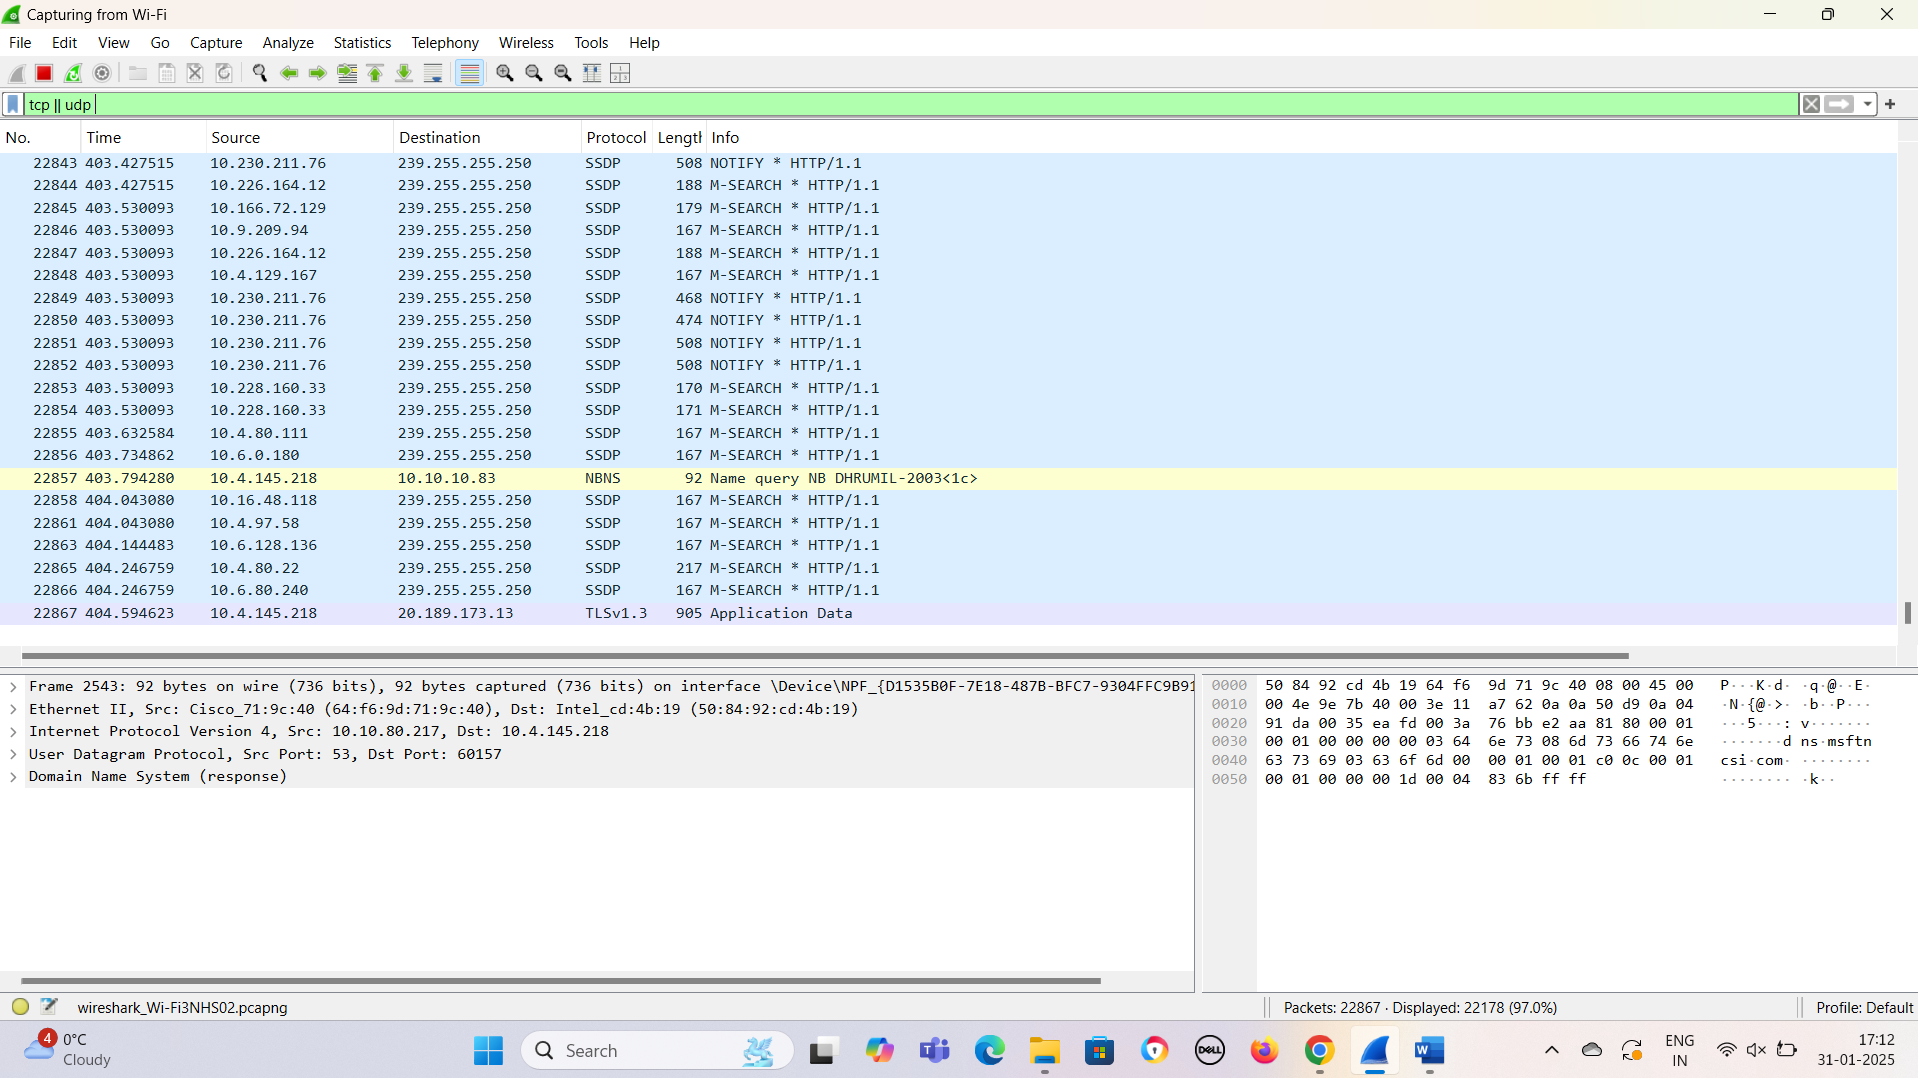 Capturing from Wi-Fi
File Edit View Go Capture Analyze Statistics Telephony Wireless Tools Help
tcp || udp
No. Time Source Destination Protocol Length Info
22843 403.427515 10.230.211.76 239.255.255.250 SSDP 508 NOTIFY * HTTP/1.1
22844 403.427515 10.226.164.12 239.255.255.250 SSDP 188 M-SEARCH * HTTP/1.1
22845 403.530093 10.166.72.129 239.255.255.250 SSDP 179 M-SEARCH * HTTP/1.1
22846 403.530093 10.9.209.94 239.255.255.250 SSDP 167 M-SEARCH * HTTP/1.1
22847 403.530093 10.226.164.12 239.255.255.250 SSDP 188 M-SEARCH * HTTP/1.1
22848 403.530093 10.4.129.167 239.255.255.250 SSDP 167 M-SEARCH * HTTP/1.1
22849 403.530093 10.230.211.76 239.255.255.250 SSDP 468 NOTIFY * HTTP/1.1
22850 403.530093 10.230.211.76 239.255.255.250 SSDP 474 NOTIFY * HTTP/1.1
22851 403.530093 10.230.211.76 239.255.255.250 SSDP 508 NOTIFY * HTTP/1.1
22852 403.530093 10.230.211.76 239.255.255.250 SSDP 508 NOTIFY * HTTP/1.1
22853 403.530093 10.228.160.33 239.255.255.250 SSDP 170 M-SEARCH * HTTP/1.1
22854 403.530093 10.228.160.33 239.255.255.250 SSDP 171 M-SEARCH * HTTP/1.1
22855 403.632584 10.4.80.111 239.255.255.250 SSDP 167 M-SEARCH * HTTP/1.1
22856 403.734862 10.6.0.180 239.255.255.250 SSDP 167 M-SEARCH * HTTP/1.1
22857 403.794280 10.4.145.218 10.10.10.83 NBNS 92 Name query NB DHRUMIL-2003<1c>
22858 404.043080 10.16.48.118 239.255.255.250 SSDP 167 M-SEARCH * HTTP/1.1
22861 404.043080 10.4.97.58 239.255.255.250 SSDP 167 M-SEARCH * HTTP/1.1
22863 404.144483 10.6.128.136 239.255.255.250 SSDP 167 M-SEARCH * HTTP/1.1
22865 404.246759 10.4.80.22 239.255.255.250 SSDP 217 M-SEARCH * HTTP/1.1
22866 404.246759 10.6.80.240 239.255.255.250 SSDP 167 M-SEARCH * HTTP/1.1
22867 404.594623 10.4.145.218 20.189.173.13 TLSv1.3 905 Application Data
Frame 2543: 92 bytes on wire (736 bits), 92 bytes captured (736 bits) on interface \Device\NPF_{D1535B0F-7E18-487B-BFC7-9304FFC9B91
Ethernet II, Src: Cisco_71:9c:40 (64:f6:9d:71:9c:40), Dst: Intel_cd:4b:19 (50:84:92:cd:4b:19)
Internet Protocol Version 4, Src: 10.10.80.217, Dst: 10.4.145.218
User Datagram Protocol, Src Port: 53, Dst Port: 60157
Domain Name System (response)
0000 50 84 92 cd 4b 19 64 f6 9d 71 9c 40 08 00 45 00 P···K·d· ·q·@··E·
0010 00 4e 9e 7b 40 00 3e 11 a7 62 0a 0a 50 d9 0a 04 ·N·{@·>· ·b··P···
0020 91 da 00 35 ea fd 00 3a 76 bb e2 aa 81 80 00 01 ···5···: v·······
0030 00 01 00 00 00 00 03 64 6e 73 08 6d 73 66 74 6e ·······d ns·msftn
0040 63 73 69 03 63 6f 6d 00 00 01 00 01 c0 0c 00 01 csi·com· ········
0050 00 01 00 00 00 1d 00 04 83 6b ff ff ········ ·k··
wireshark_Wi-Fi3NHS02.pcapng
Packets: 22867 · Displayed: 22178 (97.0%)
Profile: Default
4
0°C
Cloudy
Search
DELL
ENG
IN
17:12
31-01-2025